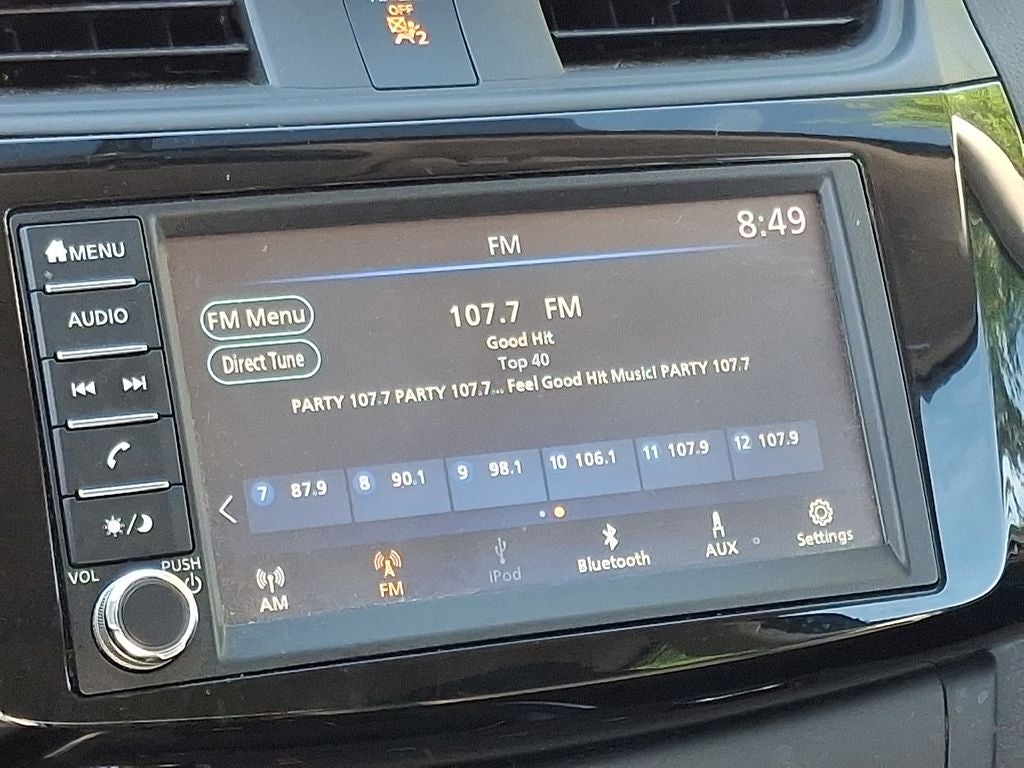 OFF
2
MENU
AUDIO
VOL
PUSH
FM
8:49
FM Menu
Direct Tune
107.7 FM
Good Hit
Top 40
PARTY 107.7 PARTY 107.7... Feel Good Hit Music! PARTY 107.7
7 87.9
8 90.1
9 98.1
10 106.1
11 107.9
12 107.9
AM
FM
iPod
Bluetooth
AUX
Settings